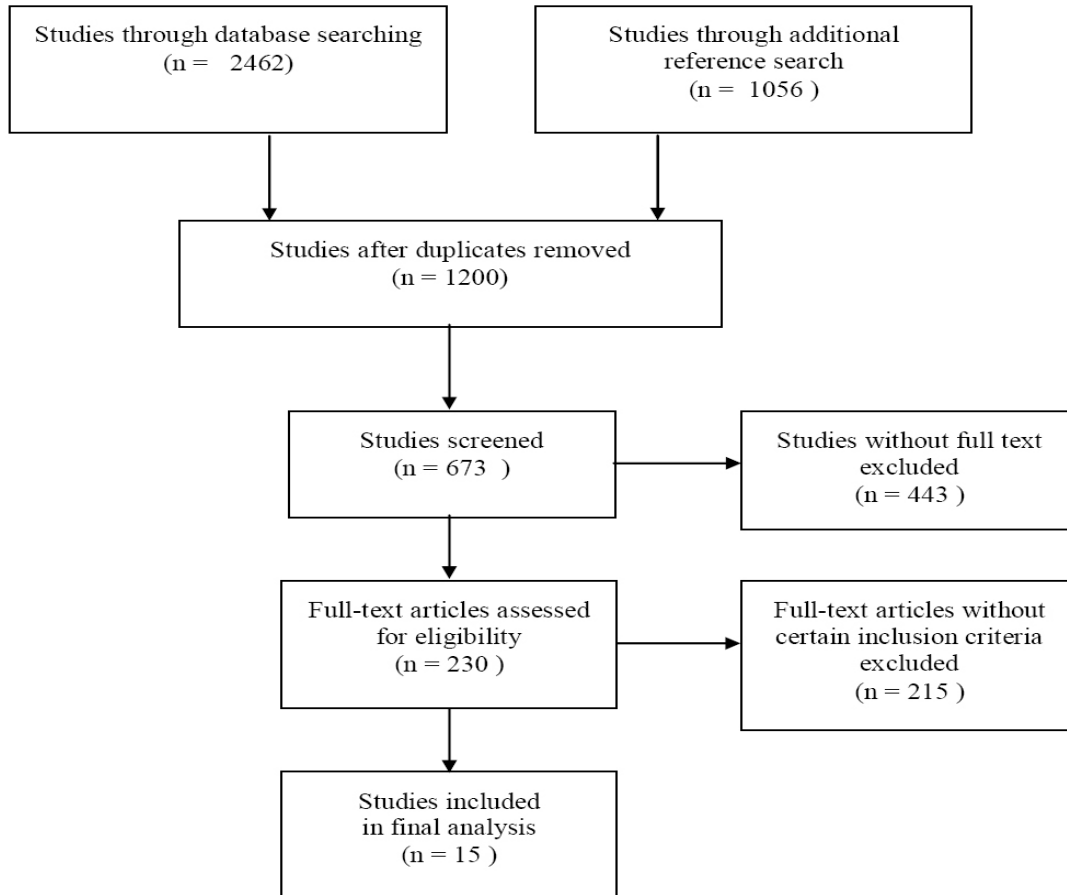 Studies through database searching
(n =   2462)
Studies through additional
reference search
(n =  1056 )
Studies after duplicates removed
(n = 1200)
Studies screened
(n = 673  )
Studies without full text
excluded
(n = 443 )
Full-text articles assessed
for eligibility
(n = 230 )
Full-text articles without
certain inclusion criteria
excluded
(n = 215 )
Studies included
in final analysis
(n = 15 )